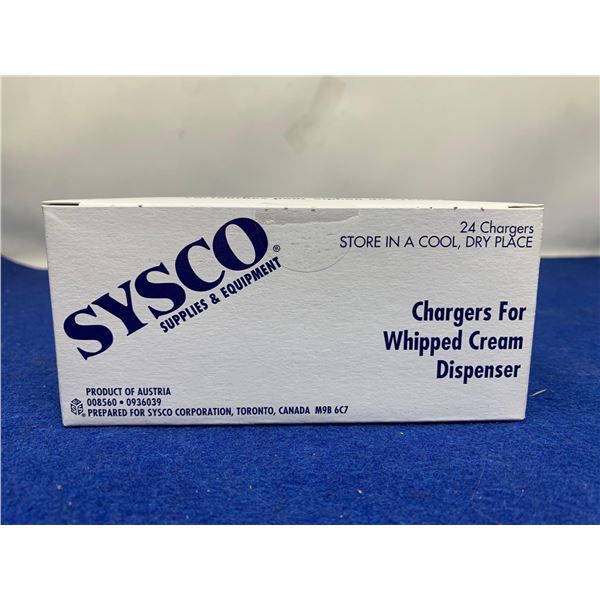 24 Chargers
STORE IN A COOL, DRY PLACE
SYSCO®
SUPPLIES & EQUIPMENT
Chargers For
Whipped Cream
Dispenser
PRODUCT OF AUSTRIA
008560 • 0936039
PREPARED FOR SYSCO CORPORATION, TORONTO, CANADA M9B 6C7